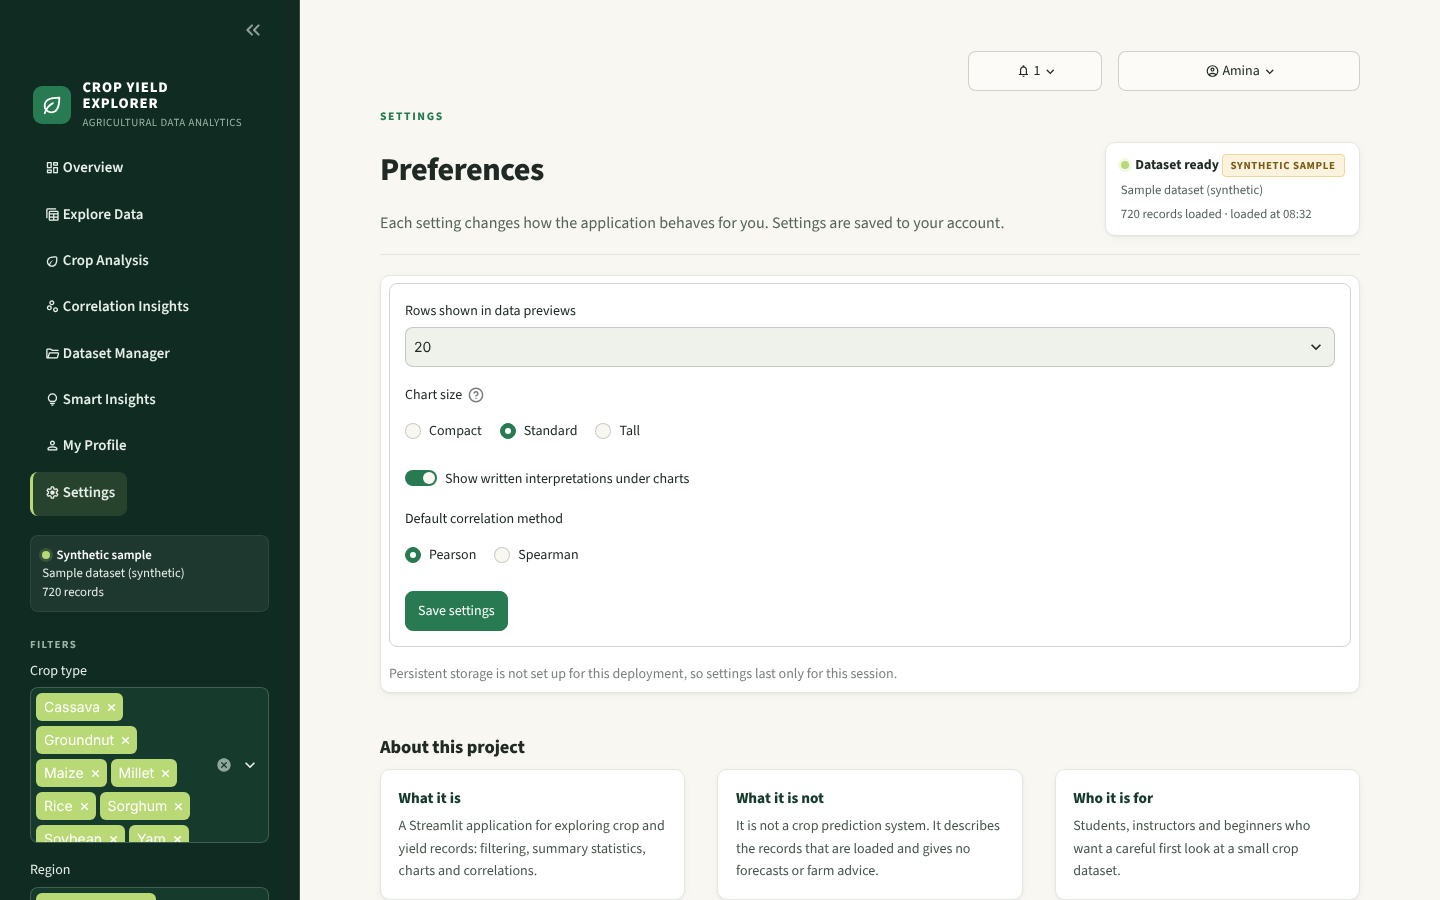 CROP YIELD
EXPLORER
AGRICULTURAL DATA ANALYTICS
Overview
Explore Data
Crop Analysis
Correlation Insights
Dataset Manager
Smart Insights
My Profile
Settings
Synthetic sample
Sample dataset (synthetic)
720 records
FILTERS
Crop type
Cassava
Groundnut
Maize Millet
Rice Sorghum
Soybean Yam
Region
1
Amina
SETTINGS
Preferences
Each setting changes how the application behaves for you. Settings are saved to your account.
Dataset ready SYNTHETIC SAMPLE
Sample dataset (synthetic)
720 records loaded · loaded at 08:32
Rows shown in data previews
20
Chart size
Compact Standard Tall
Show written interpretations under charts
Default correlation method
Pearson Spearman
Save settings
Persistent storage is not set up for this deployment, so settings last only for this session.
About this project
What it is
A Streamlit application for exploring crop and
yield records: filtering, summary statistics,
charts and correlations.
What it is not
It is not a crop prediction system. It describes
the records that are loaded and gives no
forecasts or farm advice.
Who it is for
Students, instructors and beginners who
want a careful first look at a small crop
dataset.